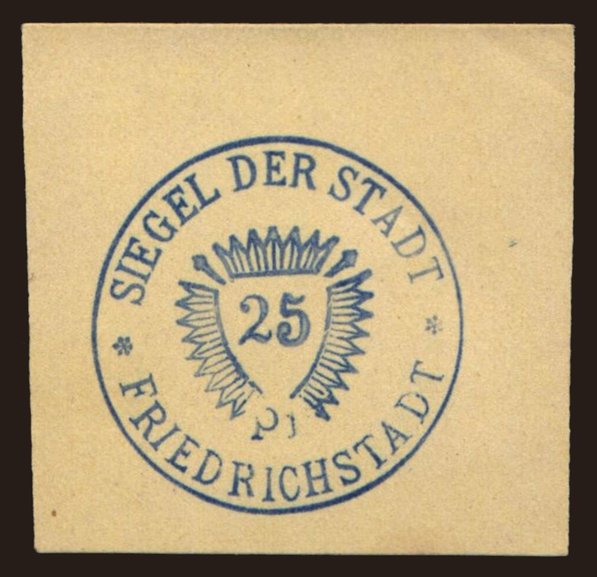 SIEGEL DER STADT
25
* FRIEDRICHSTADT *